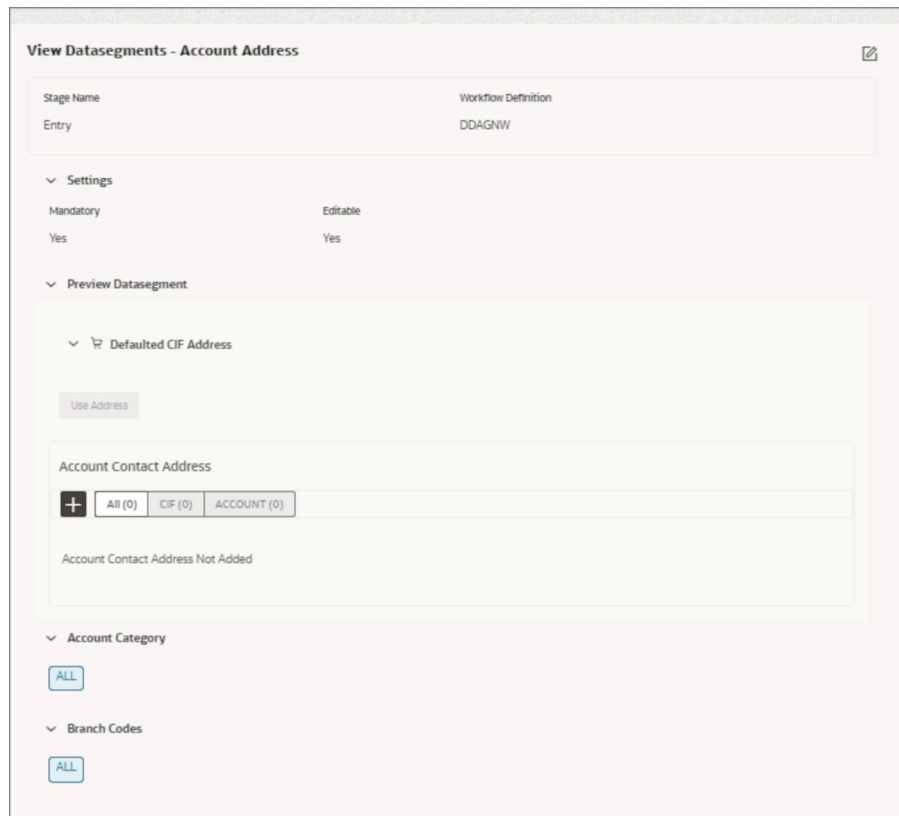 View Datasegments - Account Address
Stage Name Workflow Definition
Entry DDAGNW
Settings
Mandatory Editable
Yes Yes
Preview Datasegment
Defaulted CIF Address
Use Address
Account Contact Address
All (0) CIF (0) ACCOUNT (0)
Account Contact Address Not Added
Account Category
ALL
Branch Codes
ALL